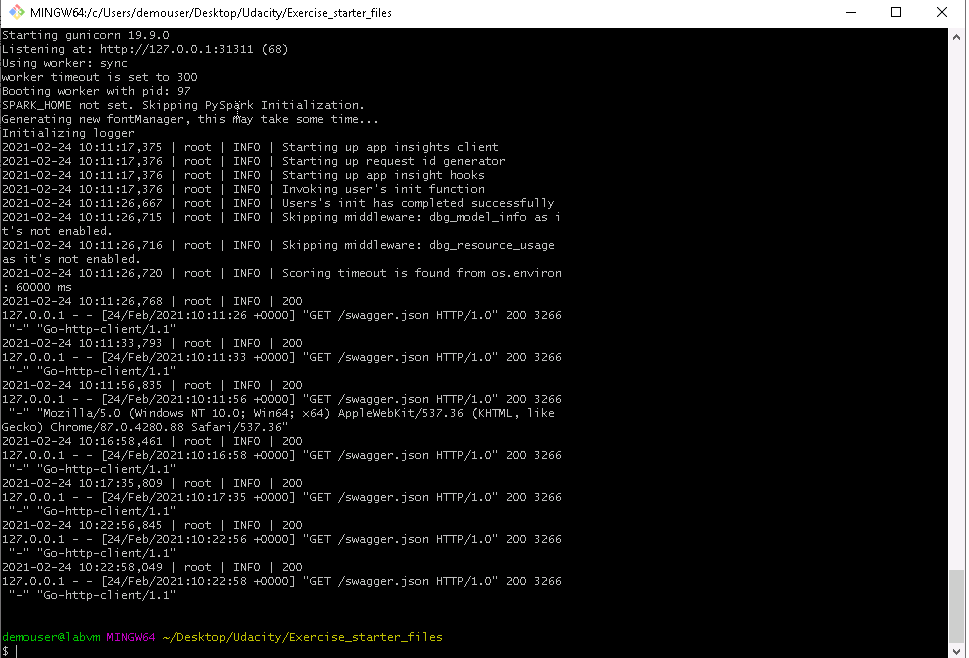 MINGW64:/c/Users/demouser/Desktop/Udacity/Exercise_starter_files
Starting gunicorn 19.9.0
Listening at: http://127.0.0.1:31311 (68)
Using worker: sync
worker timeout is set to 300
Booting worker with pid: 97
SPARK_HOME not set. Skipping PySpark Initialization.
Generating new fontManager, this may take some time...
Initializing logger
2021-02-24 10:11:17,375 | root | INFO | Starting up app insights client
2021-02-24 10:11:17,376 | root | INFO | Starting up request id generator
2021-02-24 10:11:17,376 | root | INFO | Starting up app insight hooks
2021-02-24 10:11:17,376 | root | INFO | Invoking user's init function
2021-02-24 10:11:26,667 | root | INFO | Users's init has completed successfully
2021-02-24 10:11:26,715 | root | INFO | Skipping middleware: dbg_model_info as i
t's not enabled.
2021-02-24 10:11:26,716 | root | INFO | Skipping middleware: dbg_resource_usage
as it's not enabled.
2021-02-24 10:11:26,720 | root | INFO | Scoring timeout is found from os.environ
: 60000 ms
2021-02-24 10:11:26,768 | root | INFO | 200
127.0.0.1 - - [24/Feb/2021:10:11:26 +0000] "GET /swagger.json HTTP/1.0" 200 3266
"-" "Go-http-client/1.1"
2021-02-24 10:11:33,793 | root | INFO | 200
127.0.0.1 - - [24/Feb/2021:10:11:33 +0000] "GET /swagger.json HTTP/1.0" 200 3266
"-" "Go-http-client/1.1"
2021-02-24 10:11:56,835 | root | INFO | 200
127.0.0.1 - - [24/Feb/2021:10:11:56 +0000] "GET /swagger.json HTTP/1.0" 200 3266
"-" "Mozilla/5.0 (Windows NT 10.0; Win64; x64) AppleWebKit/537.36 (KHTML, like
Gecko) Chrome/87.0.4280.88 Safari/537.36"
2021-02-24 10:16:58,461 | root | INFO | 200
127.0.0.1 - - [24/Feb/2021:10:16:58 +0000] "GET /swagger.json HTTP/1.0" 200 3266
"-" "Go-http-client/1.1"
2021-02-24 10:17:35,809 | root | INFO | 200
127.0.0.1 - - [24/Feb/2021:10:17:35 +0000] "GET /swagger.json HTTP/1.0" 200 3266
"-" "Go-http-client/1.1"
2021-02-24 10:22:56,845 | root | INFO | 200
127.0.0.1 - - [24/Feb/2021:10:22:56 +0000] "GET /swagger.json HTTP/1.0" 200 3266
"-" "Go-http-client/1.1"
2021-02-24 10:22:58,049 | root | INFO | 200
127.0.0.1 - - [24/Feb/2021:10:22:58 +0000] "GET /swagger.json HTTP/1.0" 200 3266
"-" "Go-http-client/1.1"
demouser@labvm MINGW64 ~/Desktop/Udacity/Exercise_starter_files
$